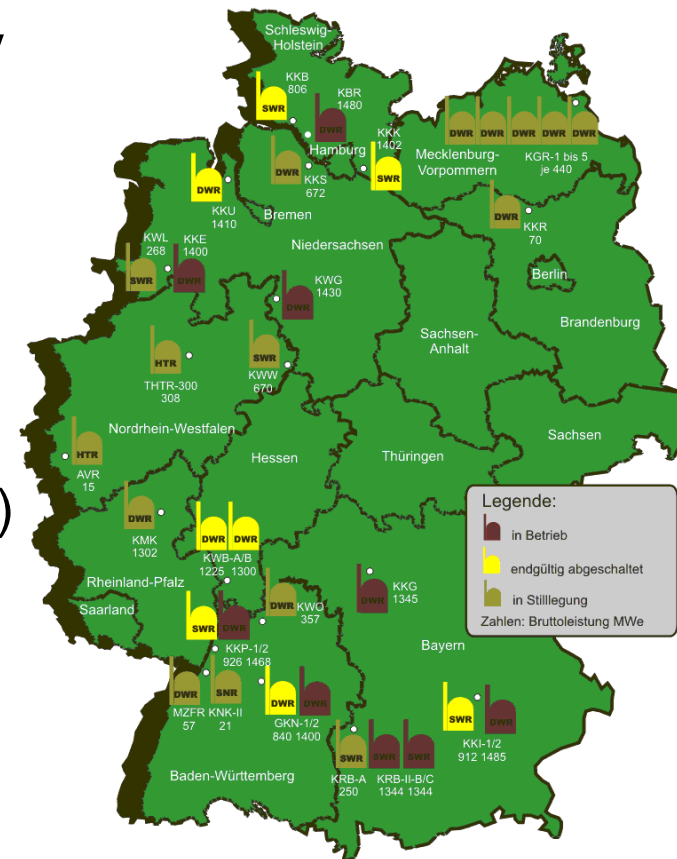 Schleswig-
Holstein
KKB
806
SWR
KBR
1480
DWR
KKK
1402
SWR
Hamburg
DWR
KKS
672
Mecklenburg-
Vorpommern
DWR DWR DWR DWR DWR
KGR-1 bis 5
je 440
DWR
KKU
1410
Bremen
DWR
KKR
70
Niedersachsen
KWL
268
SWR
KKE
1400
DWR
KWG
1430
DWR
Berlin
Brandenburg
Sachsen-
Anhalt
HTR
THTR-300
308
SWR
KWW
670
Nordrhein-Westfalen
HTR
AVR
15
Hessen
Thüringen
Sachsen
)
DWR
KMK
1302
DWR DWR
KWB-A/B
1225 1300
Rheinland-Pfalz
Saarland
DWR
KWO
357
DWR
KKG
1345
SWR DWR
KKP-1/2
926 1468
Bayern
DWR
MZFR
57
SNR
KNK-II
21
DWR DWR
GKN-1/2
840 1400
SWR DWR
KKI-1/2
912 1485
SWR
KRB-A
250
SWR SWR
KRB-II-B/C
1344 1344
Baden-Württemberg
Legende:
in Betrieb
endgültig abgeschaltet
in Stilllegung
Zahlen: Bruttoleistung MWe